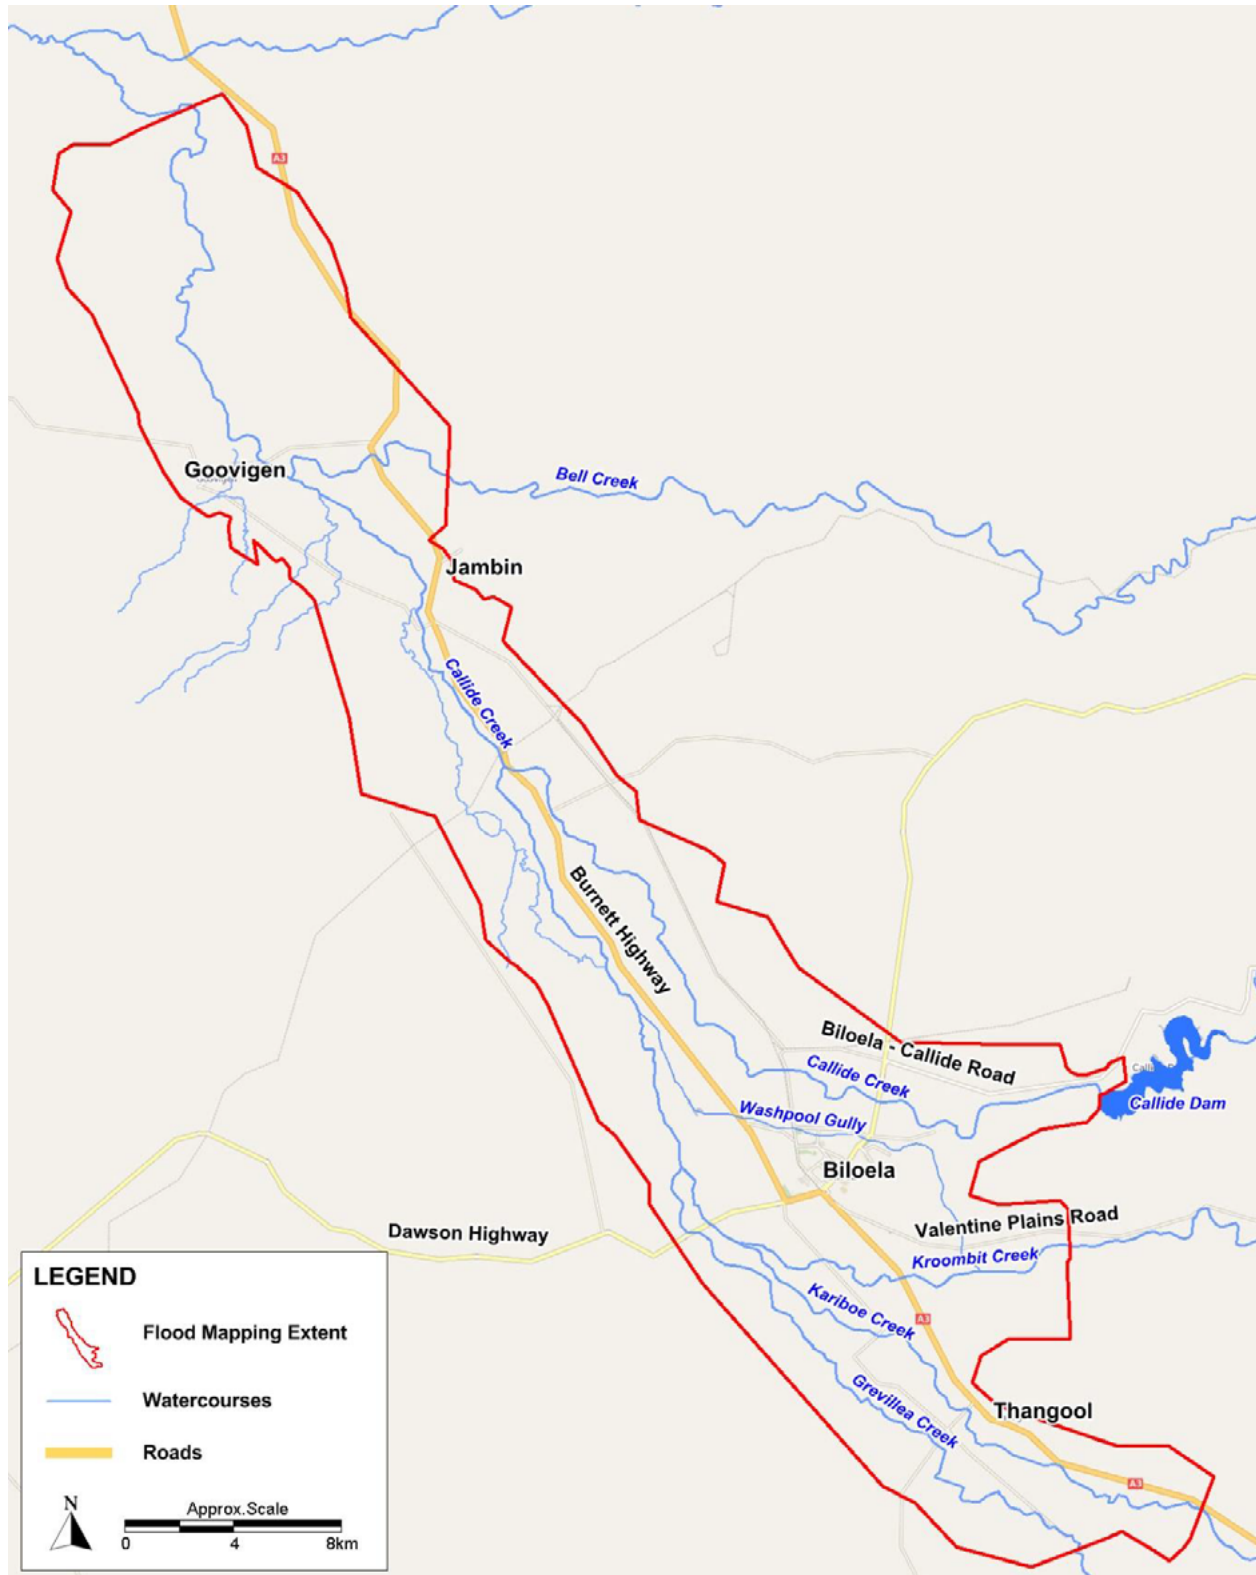 A3
Goovigen
Bell Creek
Jambin
Callide Creek
Burnett Highway
Biloela - Callide Road
Callide Creek
Callide Dam
Washpool Gully
Biloela
Valentine Plains Road
Dawson Highway
Kroombit Creek
Kariboe Creek
A3
Grevillea Creek
Thangool
A3
LEGEND
Flood Mapping Extent
Watercourses
Roads
N
Approx.Scale
0 4 8km